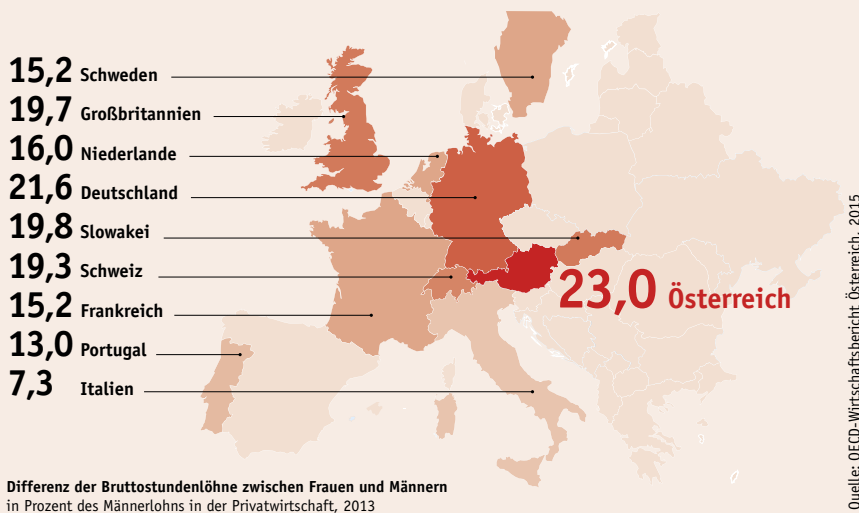 15,2 Schweden
19,7 Großbritannien
16,0 Niederlande
21,6 Deutschland
19,8 Slowakei
19,3 Schweiz
15,2 Frankreich
13,0 Portugal
7,3 Italien
23,0 Österreich
Differenz der Bruttostundenlöhne zwischen Frauen und Männern
in Prozent des Männerlohns in der Privatwirtschaft, 2013
Quelle: OECD-Wirtschaftsbericht Österreich, 2015